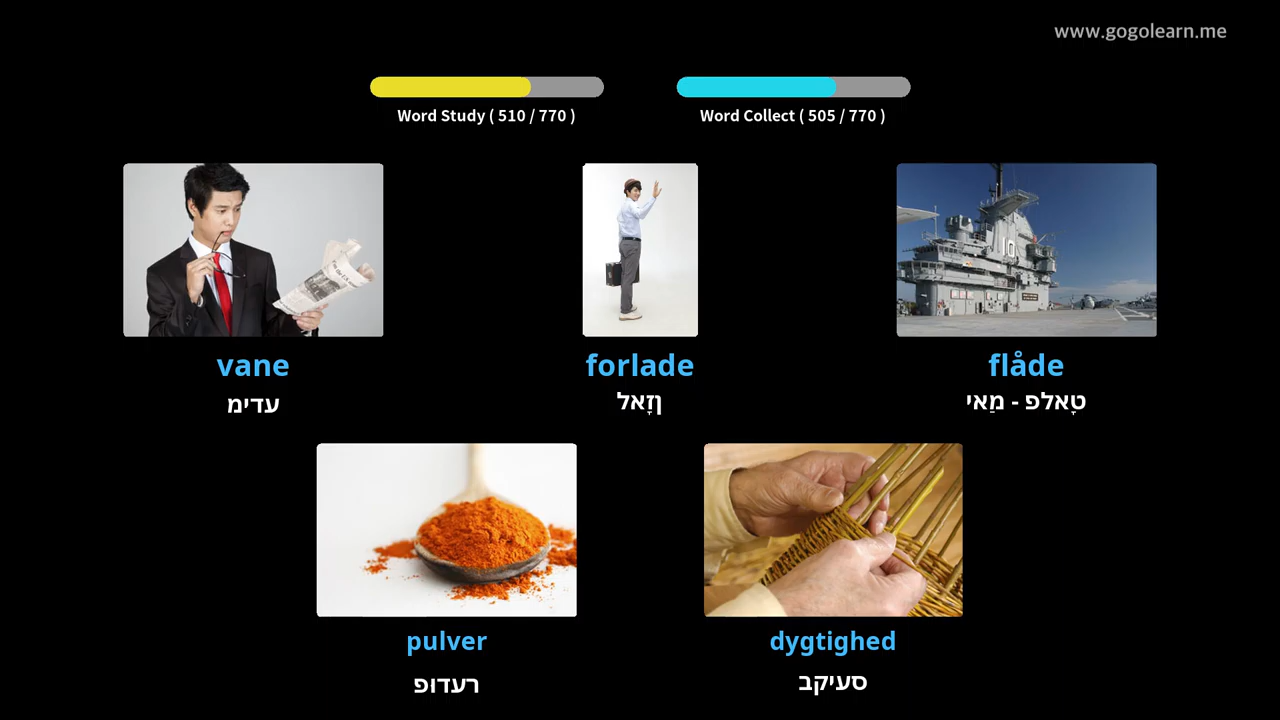 www.gogolearn.me
Word Study ( 510 / 770 )
Word Collect ( 505 / 770 )
vane
forlade
flåde
עדימ
ןזָאל
טָאלפ - מַאי
pulver
dygtighed
רעדופ
סעיקב